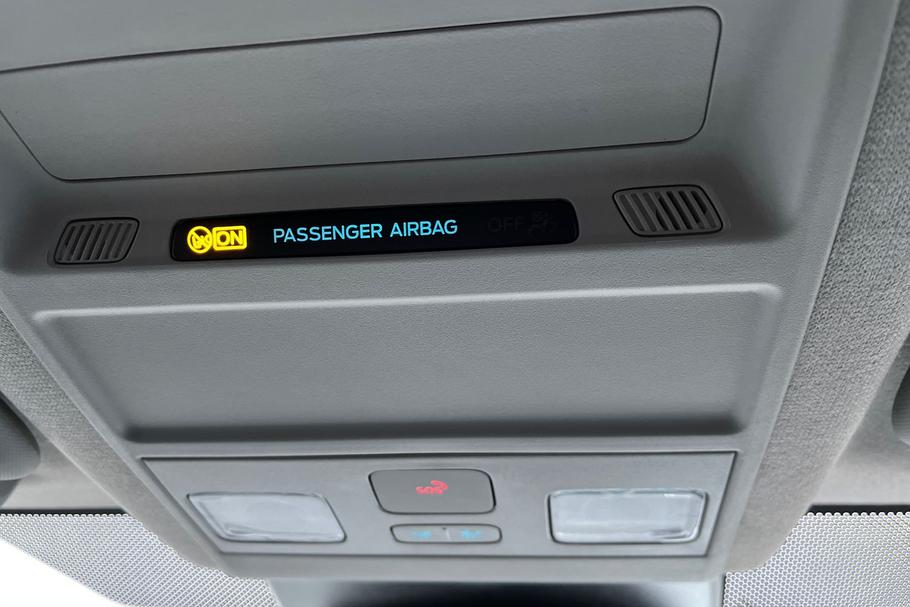 ON PASSENGER AIRBAG OFF
SOS